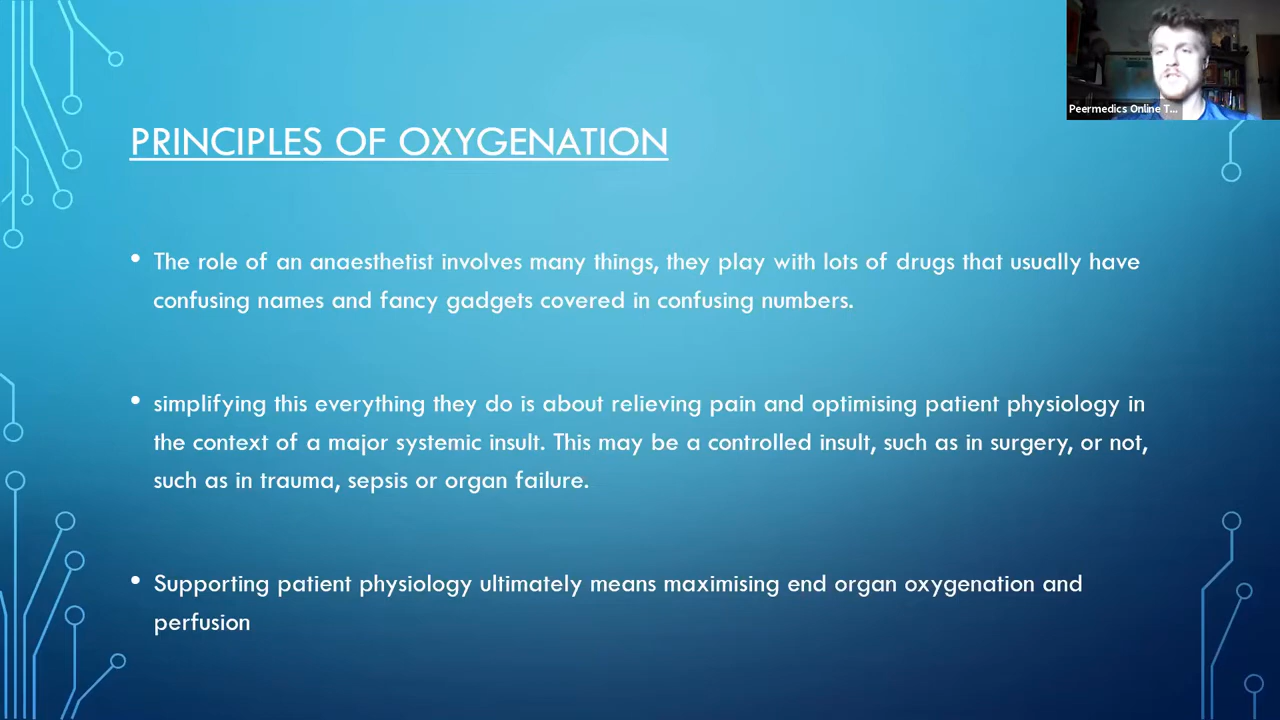 Peermedics Online T...
PRINCIPLES OF OXYGENATION
• The role of an anaesthetist involves many things, they play with lots of drugs that usually have
confusing names and fancy gadgets covered in confusing numbers.
• simplifying this everything they do is about relieving pain and optimising patient physiology in
the context of a major systemic insult. This may be a controlled insult, such as in surgery, or not,
such as in trauma, sepsis or organ failure.
• Supporting patient physiology ultimately means maximising end organ oxygenation and
perfusion